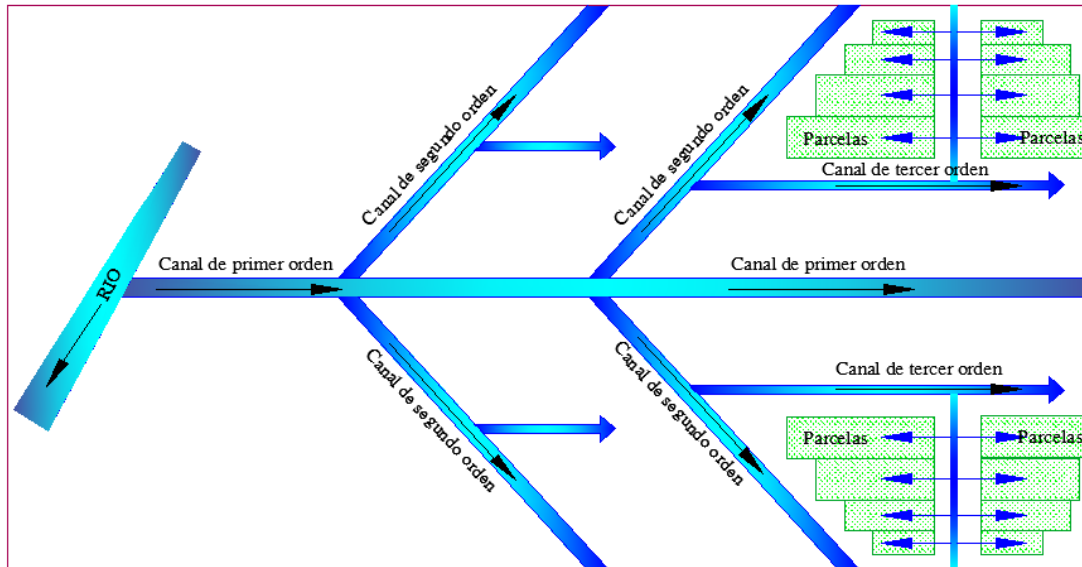 Parcelas
Parcelas
Canal de segundo orden
Canal de segundo orden
Canal de tercer orden
RIO
Canal de primer orden
Canal de primer orden
Canal de segundo orden
Canal de segundo orden
Canal de tercer orden
Parcelas
Parcelas